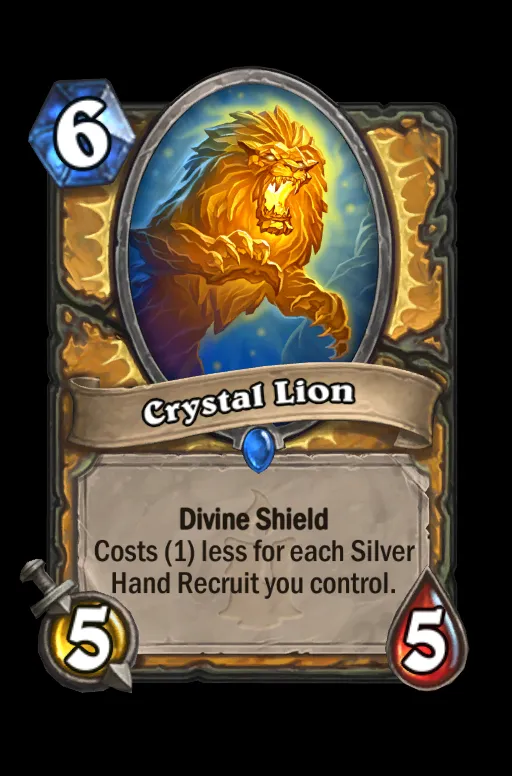 6
Crystal Lion
Divine Shield
Costs (1) less for each Silver
Hand Recruit you control.
5
5